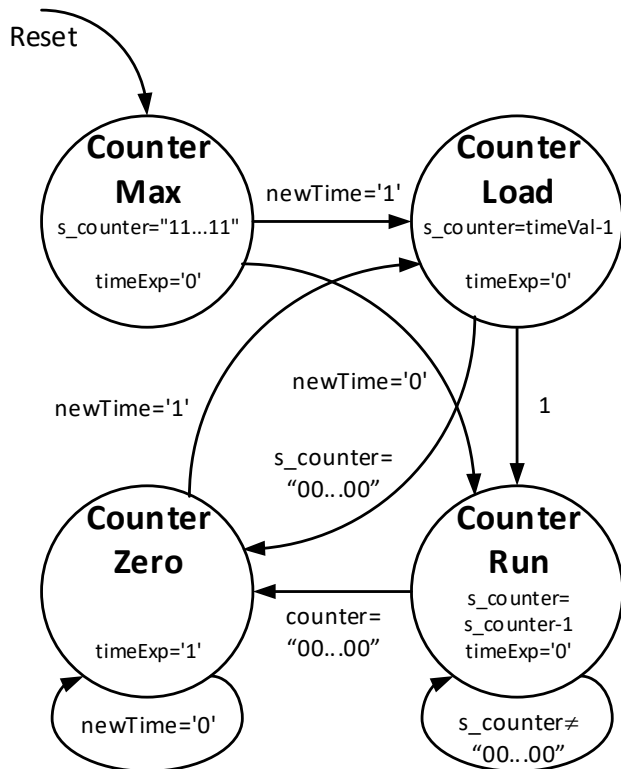 Reset
Counter
Max
s_counter="11...11"
timeExp='0'
newTime='1'
Counter
Load
s_counter=timeVal-1
timeExp='0'
newTime='1'
newTime='0'
s_counter=
“00...00”
1
Counter
Zero
timeExp='1'
newTime='0'
counter=
“00...00”
Counter
Run
s_counter=
s_counter-1
timeExp='0'
s_counter≠
“00...00”